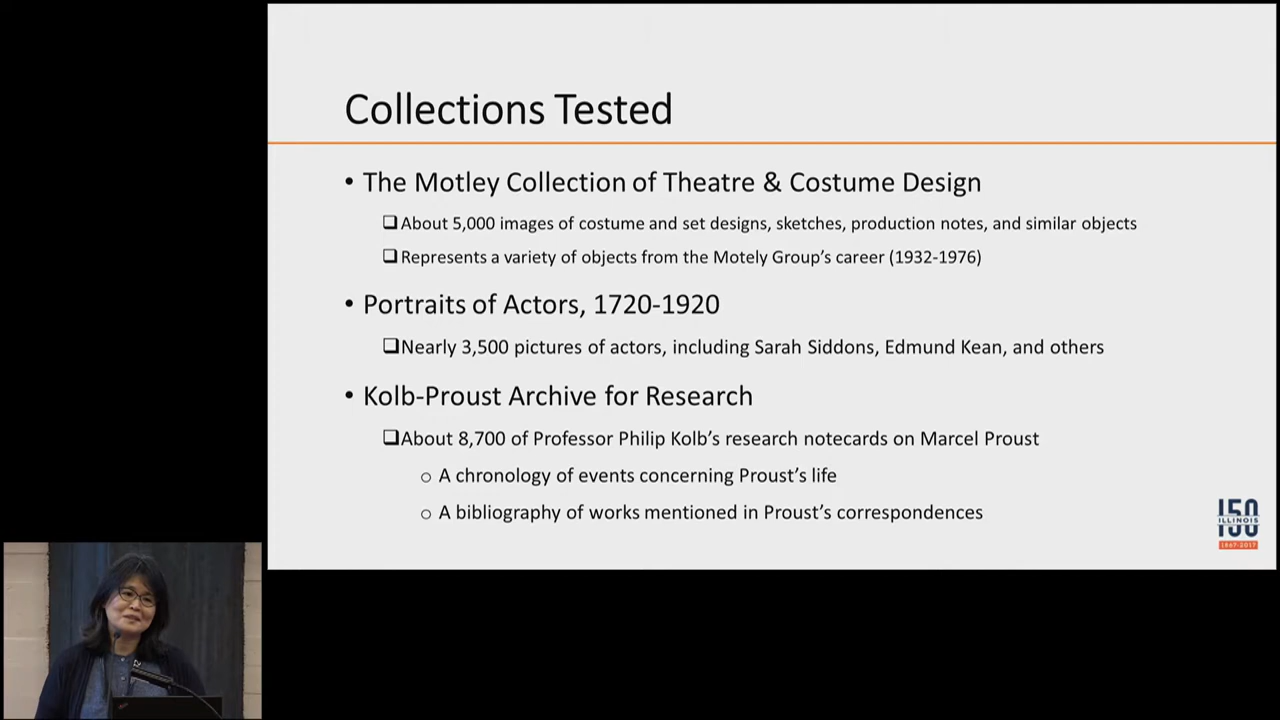 Collections Tested
• The Motley Collection of Theatre & Costume Design
❑About 5,000 images of costume and set designs, sketches, production notes, and similar objects
❑Represents a variety of objects from the Motely Group’s career (1932-1976)
• Portraits of Actors, 1720-1920
❑Nearly 3,500 pictures of actors, including Sarah Siddons, Edmund Kean, and others
• Kolb-Proust Archive for Research
❑About 8,700 of Professor Philip Kolb’s research notecards on Marcel Proust
o A chronology of events concerning Proust’s life
o A bibliography of works mentioned in Proust’s correspondences
150
ILLINOIS
1867-2017